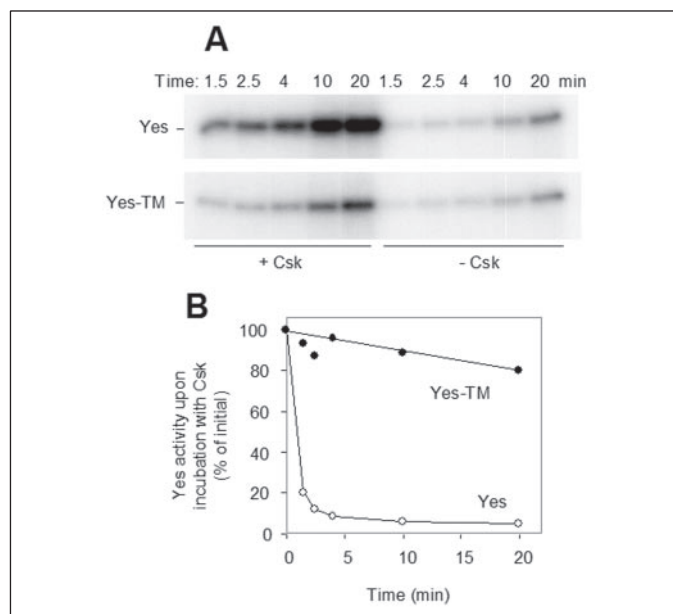 A
Time: 1.5 2.5 4 10 20 1.5 2.5 4 10 20 min
Yes
Yes-TM
+ Csk
- Csk
B
Yes activity upon
incubation with Csk
(% of initial)
100
80
60
40
20
0
Yes-TM
Yes
0 5 10 15 20
Time (min)